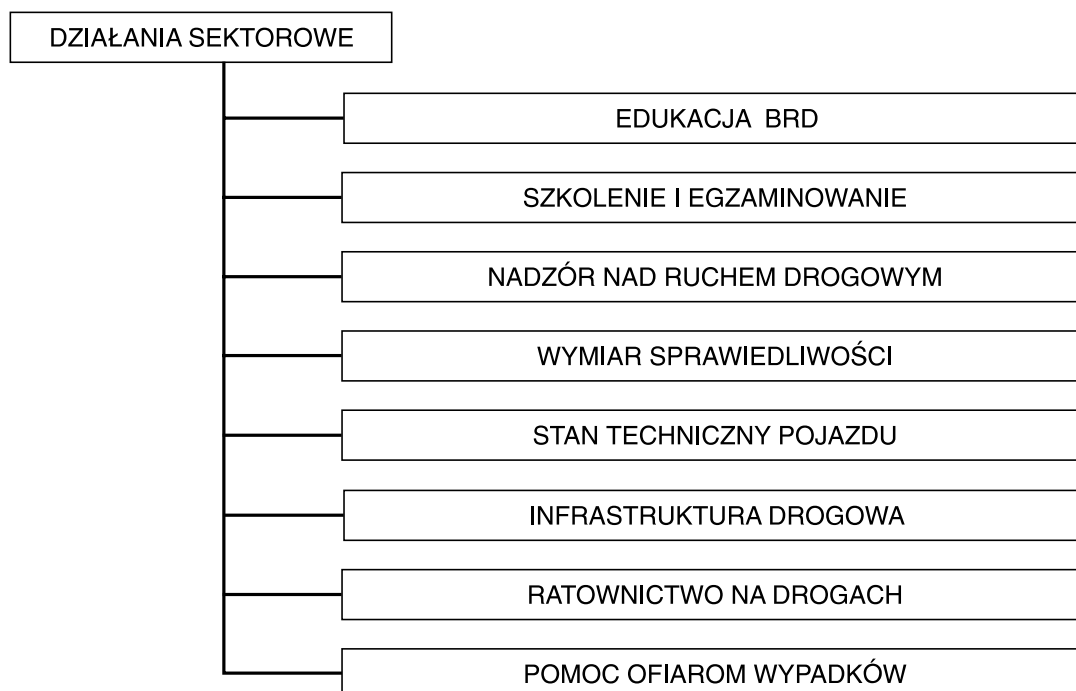 DZIAŁANIA SEKTOROWE
EDUKACJA BRD
SZKOLENIE I EGZAMINOWANIE
NADZÓR NAD RUCHEM DROGOWYM
WYMIAR SPRAWIEDLIWOŚCI
STAN TECHNICZNY POJAZDU
INFRASTRUKTURA DROGOWA
RATOWNICTWO NA DROGACH
POMOC OFIAROM WYPADKÓW